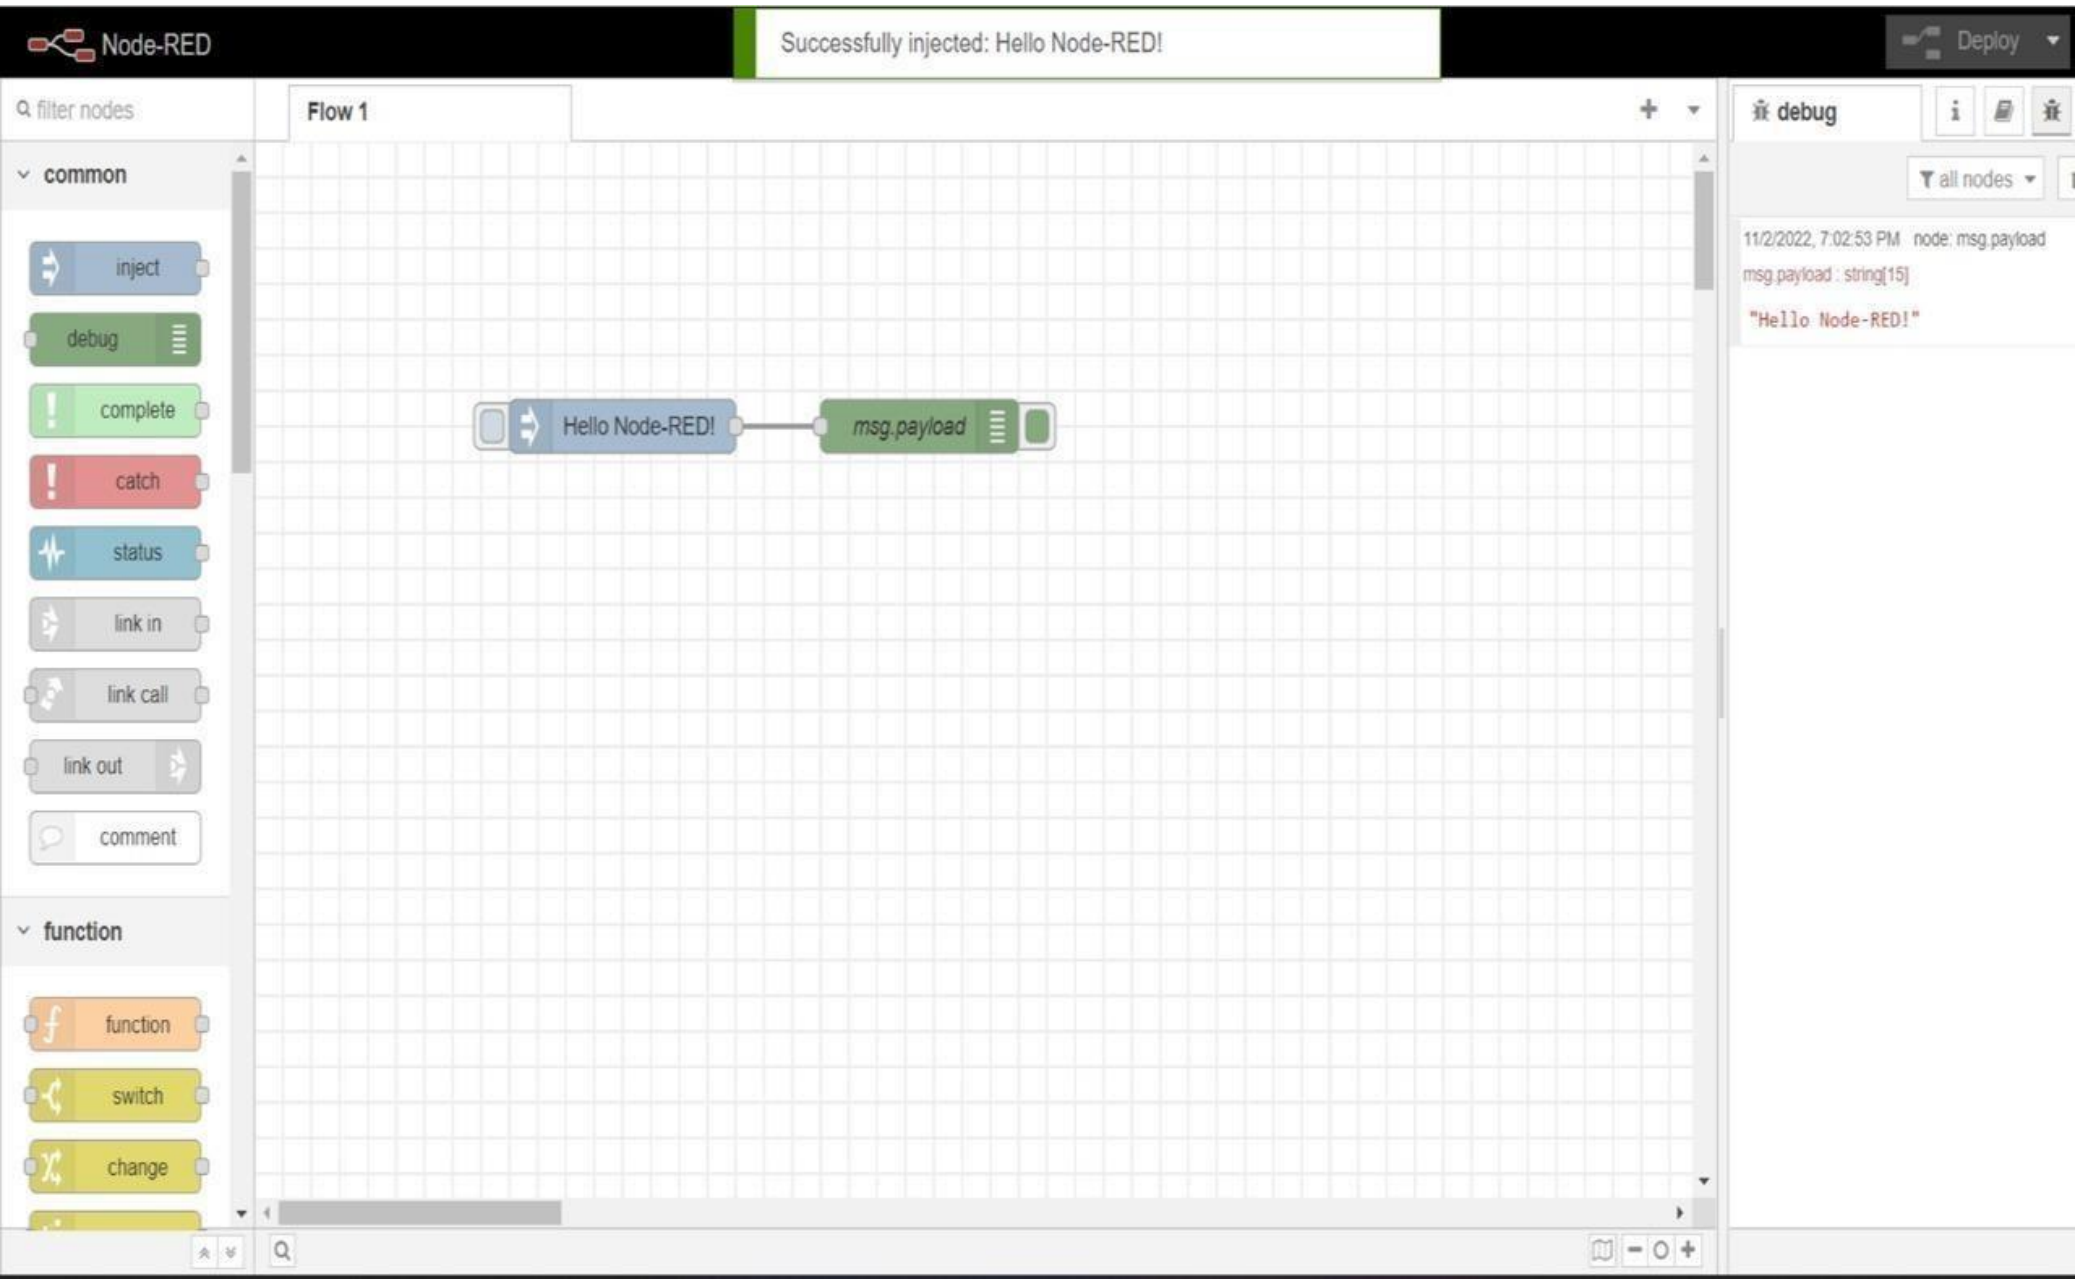 Node-RED
Successfully injected: Hello Node-RED!
Deploy
filter nodes
Flow 1
debug
i
common
all nodes
inject
debug
complete
catch
status
link in
link call
link out
comment
function
function
switch
change
Hello Node-RED!
msg.payload
11/2/2022, 7:02:53 PM node: msg.payload
msg.payload : string[15]
"Hello Node-RED!"